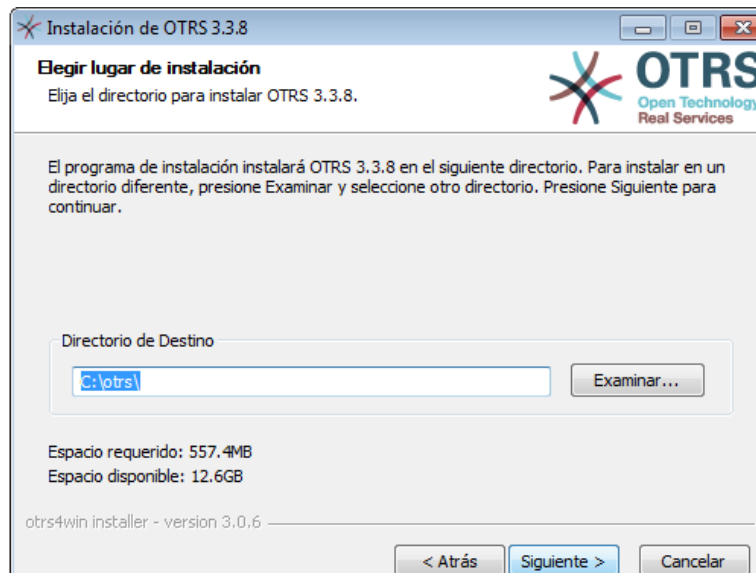 Instalación de OTRS 3.3.8
Elegir lugar de instalación
Elija el directorio para instalar OTRS 3.3.8.
OTRS
Open Technology
Real Services
El programa de instalación instalará OTRS 3.3.8 en el siguiente directorio. Para instalar en un
directorio diferente, presione Examinar y seleccione otro directorio. Presione Siguiente para
continuar.
Directorio de Destino
C:\otrs\
Examinar...
Espacio requerido: 557.4MB
Espacio disponible: 12.6GB
otrs4win installer - version 3.0.6
< Atrás
Siguiente >
Cancelar